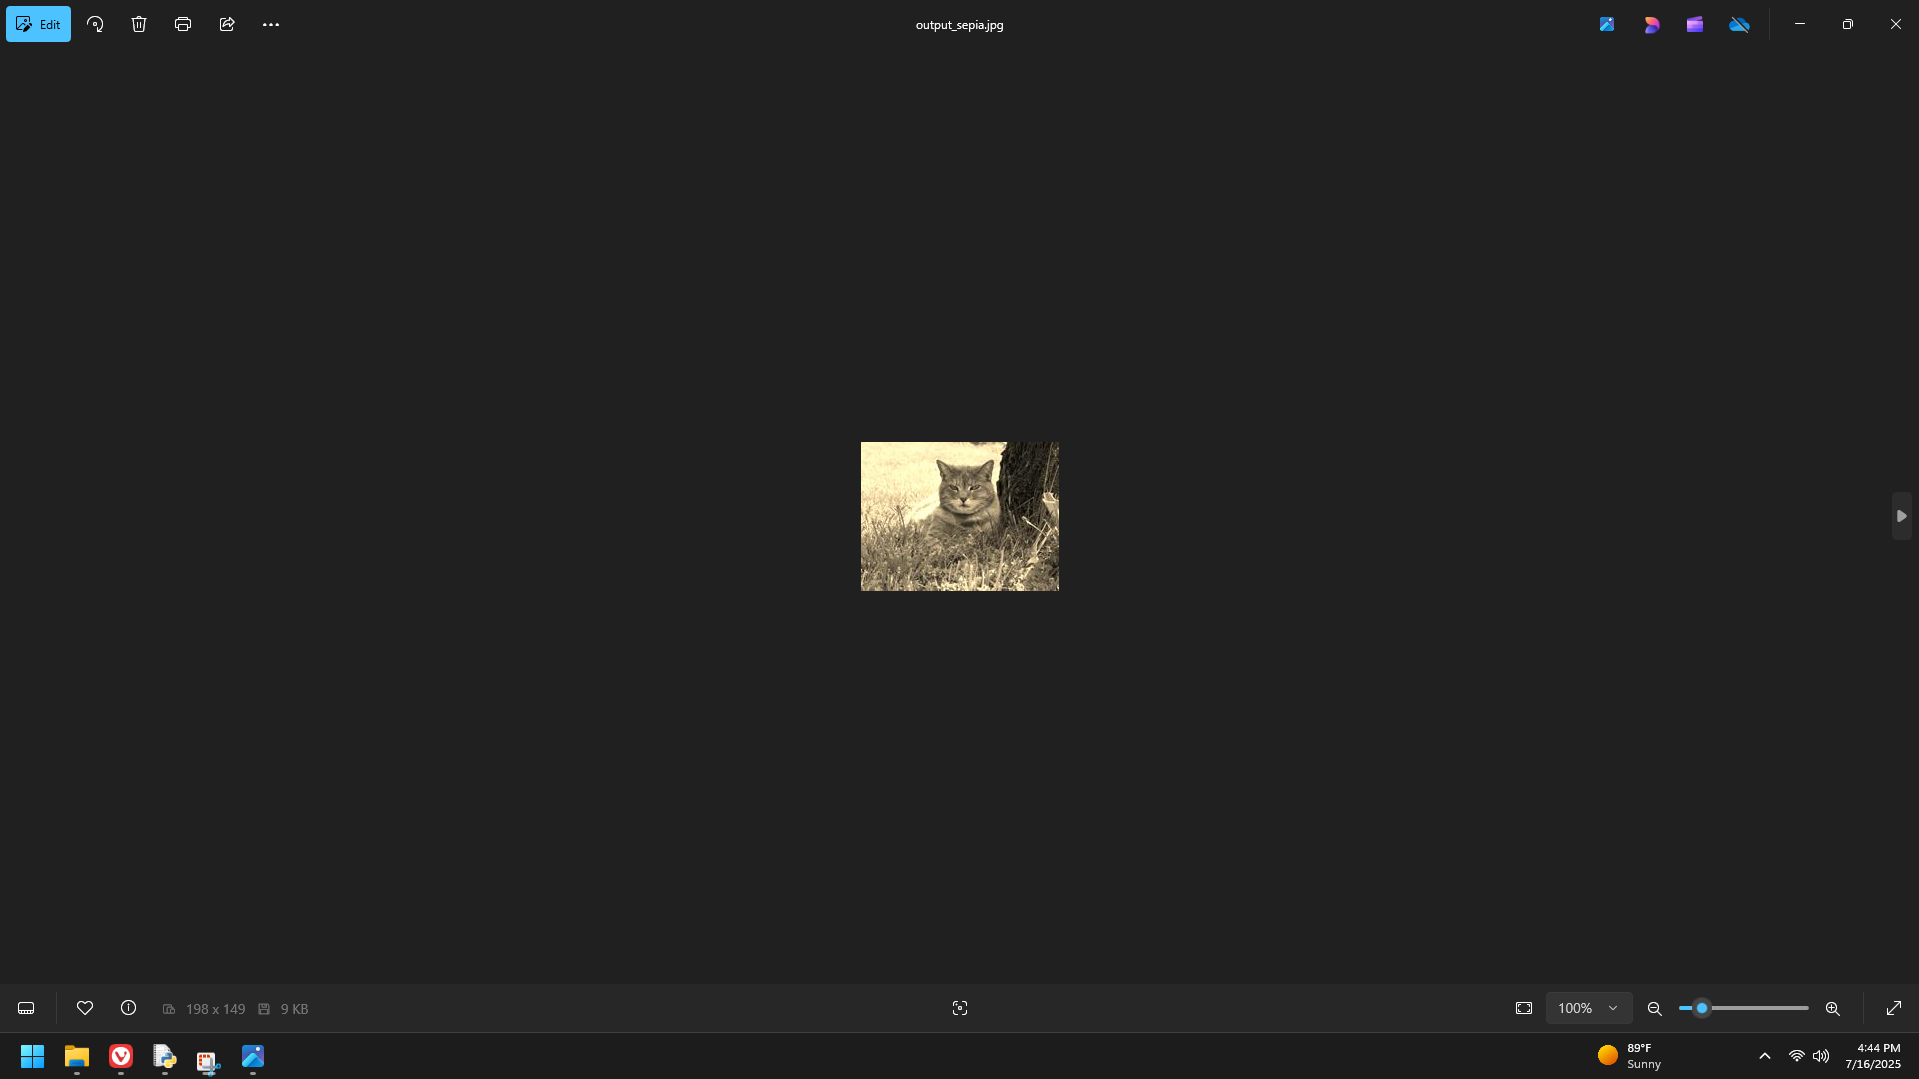 Edit
output_sepia.jpg
198 x 149
9 KB
100%
89°F
Sunny
4:44 PM
7/16/2025